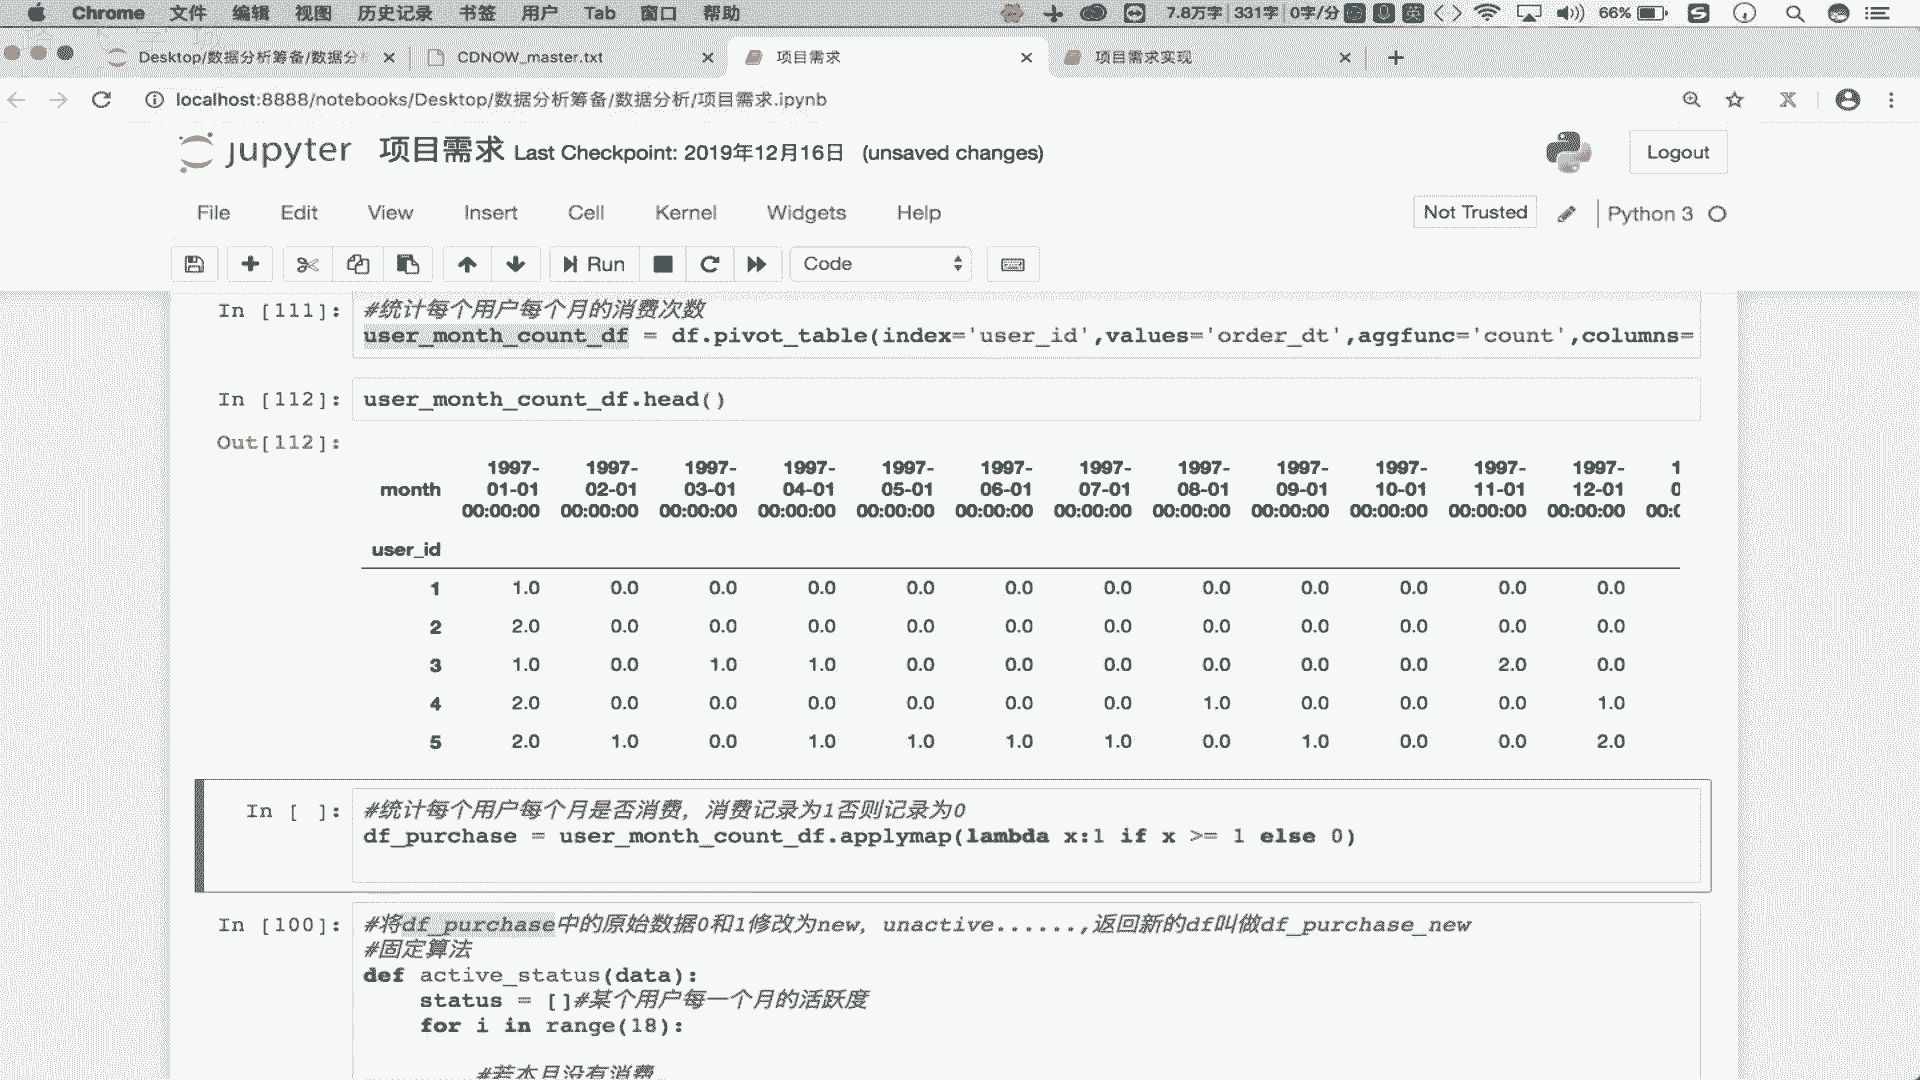 Chrome 文件 编辑 视图 历史记录 书签 用户 Tab 窗口 帮助 7.8万字 331字 0字/分 英 66%
Desktop/数据分析筹备/数据分 CDNOW_master.txt 项目需求 项目需求实现
localhost:8888/notebooks/Desktop/数据分析筹备/数据分析/项目需求.ipynb
jupyter 项目需求 Last Checkpoint: 2019年12月16日 (unsaved changes) Logout
File Edit View Insert Cell Kernel Widgets Help Not Trusted Python 3
Run Code
In [111]: #统计每个用户每个月的消费次数
user_month_count_df = df.pivot_table(index='user_id',values='order_dt',aggfunc='count',columns=
In [112]: user_month_count_df.head()
Out[112]:
1997- 1997- 1997- 1997- 1997- 1997- 1997- 1997- 1997- 1997- 1997- 1997- 1
month 01-01 02-01 03-01 04-01 05-01 06-01 07-01 08-01 09-01 10-01 11-01 12-01 0
00:00:00 00:00:00 00:00:00 00:00:00 00:00:00 00:00:00 00:00:00 00:00:00 00:00:00 00:00:00 00:00:00 00:00:00 00:(
user_id
1 1.0 0.0 0.0 0.0 0.0 0.0 0.0 0.0 0.0 0.0 0.0 0.0
2 2.0 0.0 0.0 0.0 0.0 0.0 0.0 0.0 0.0 0.0 0.0 0.0
3 1.0 0.0 1.0 1.0 0.0 0.0 0.0 0.0 0.0 0.0 2.0 0.0
4 2.0 0.0 0.0 0.0 0.0 0.0 0.0 1.0 0.0 0.0 0.0 1.0
5 2.0 1.0 0.0 1.0 1.0 1.0 1.0 0.0 1.0 0.0 0.0 2.0
In [ ]: #统计每个用户每个月是否消费，消费记录为1否则记录为0
df_purchase = user_month_count_df.applymap(lambda x:1 if x >= 1 else 0)
In [100]: #将df_purchase中的原始数据0和1修改为new，unactive......,返回新的df叫做df_purchase_new
#固定算法
def active_status(data):
status = []#某个用户每一个月的活跃度
for i in range(18):
#若本月没有消费